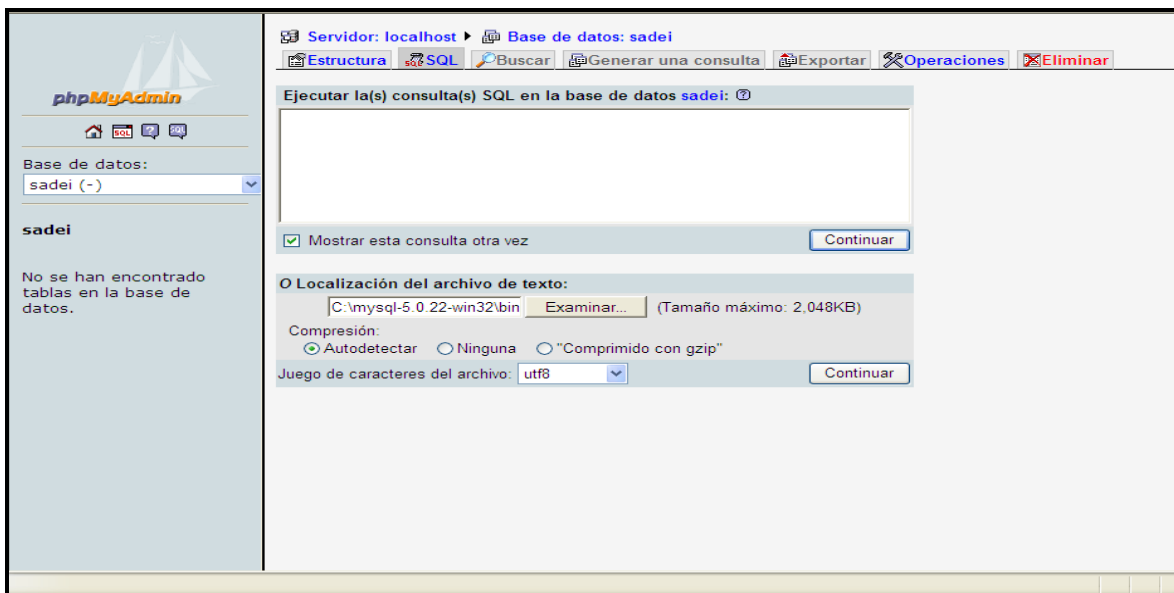 phpMyAdmin
SQL
SQL
Base de datos:
sadei (-)
sadei
No se han encontrado
tablas en la base de
datos.
Servidor: localhost Base de datos: sadei
Estructura SQL Buscar Generar una consulta Exportar Operaciones Eliminar
Ejecutar la(s) consulta(s) SQL en la base de datos sadei:
Mostrar esta consulta otra vez Continuar
O Localización del archivo de texto:
C:\mysql-5.0.22-win32\bin Examinar... (Tamaño máximo: 2,048KB)
Compresión:
Autodetectar Ninguna "Comprimido con gzip"
Juego de caracteres del archivo: utf8 Continuar